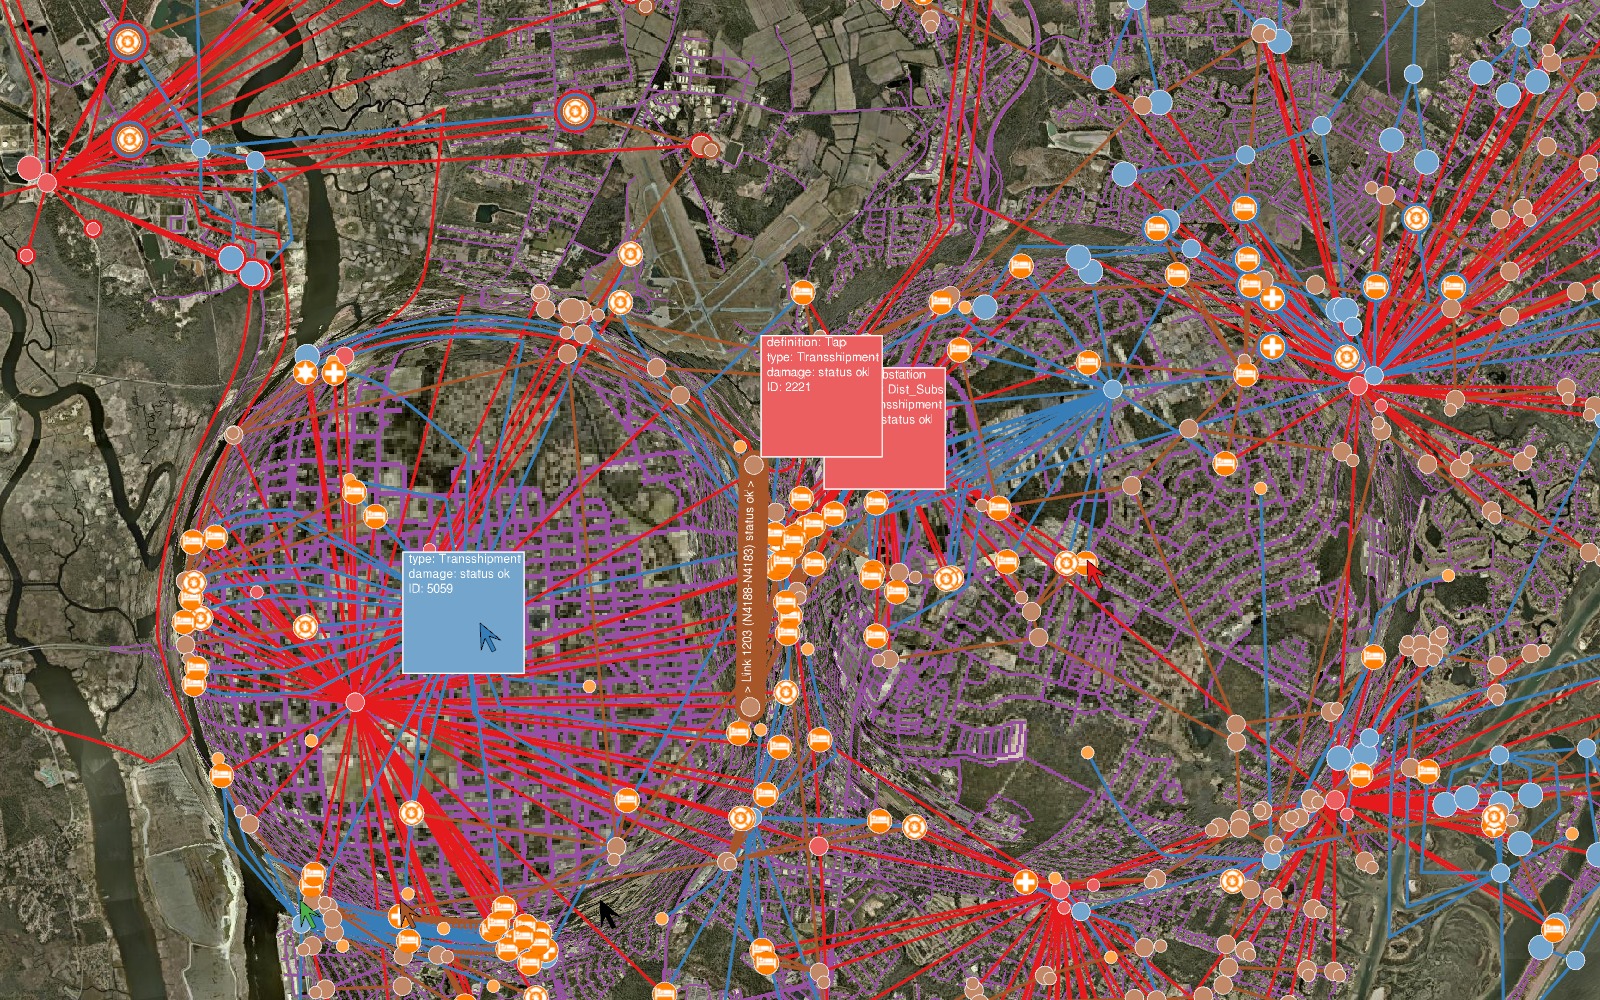 definition: Tap
type: Transshipment
damage: status ok
ID: 2221
bstation
Dist_Subs
nsshipment
status ok
> Link 1203 (N4188-N4183) status ok >
type: Transshipment
damage: status ok
ID: 5059